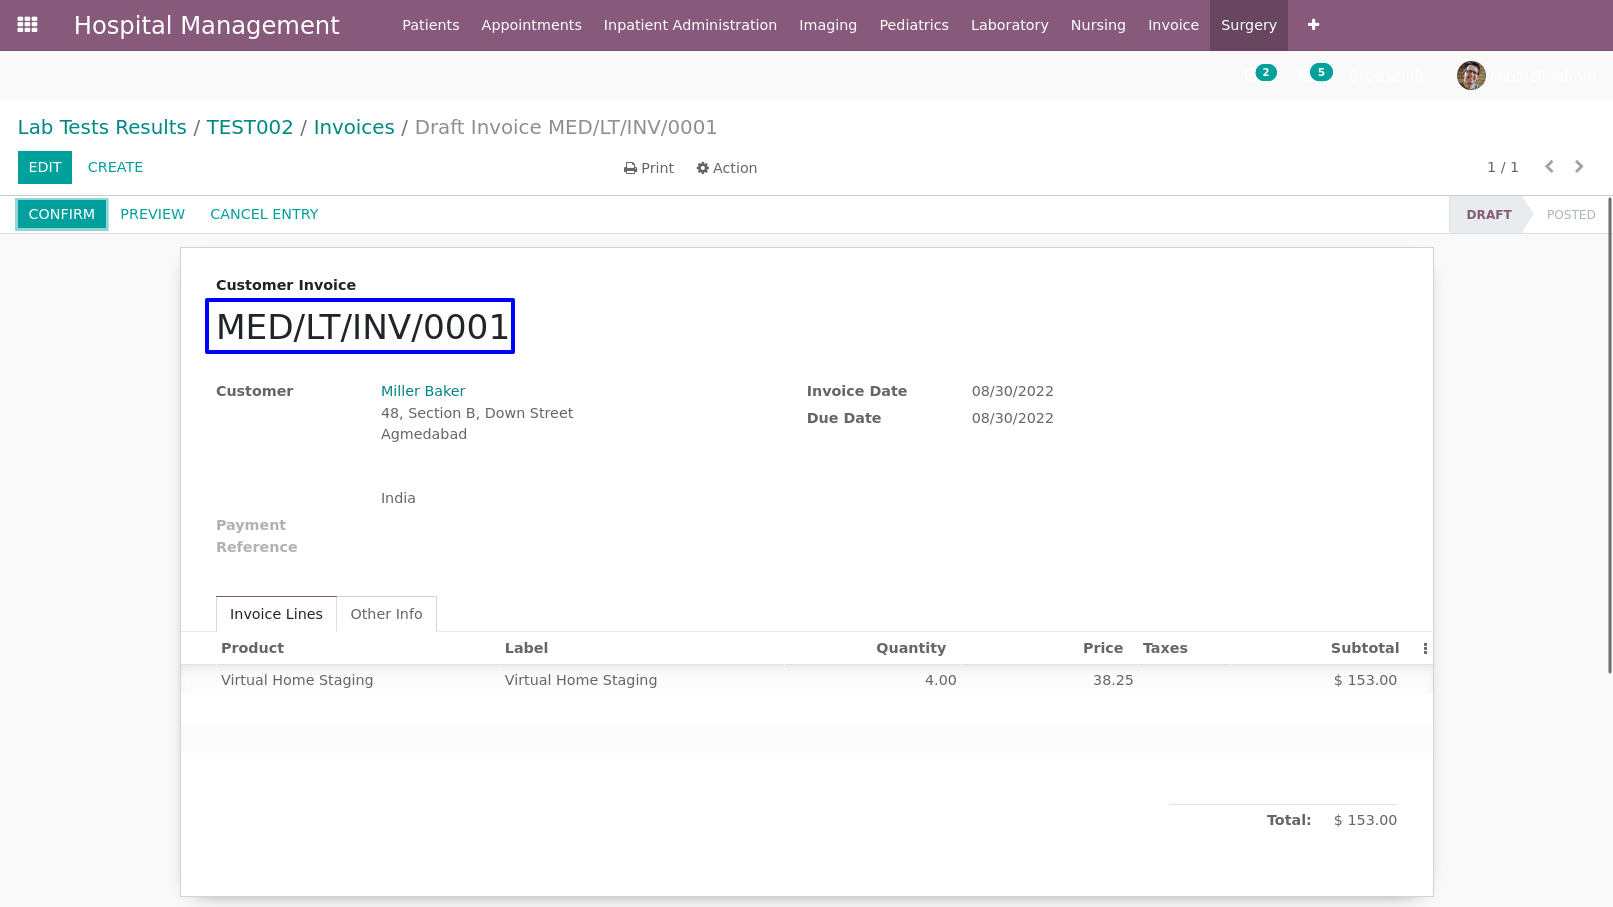 Hospital Management
Patients Appointments Inpatient Administration Imaging Pediatrics Laboratory Nursing Invoice Surgery +
2 5 Mitchell Admin
Lab Tests Results / TEST002 / Invoices / Draft Invoice MED/LT/INV/0001
EDIT CREATE Print Action 1 / 1
CONFIRM PREVIEW CANCEL ENTRY DRAFT POSTED
Customer Invoice
MED/LT/INV/0001
Customer Miller Baker Invoice Date 08/30/2022
48, Section B, Down Street Due Date 08/30/2022
Agmedabad
India
Payment
Reference
Invoice Lines Other Info
Product Label Quantity Price Taxes Subtotal
Virtual Home Staging Virtual Home Staging 4.00 38.25 $ 153.00
Total: $ 153.00